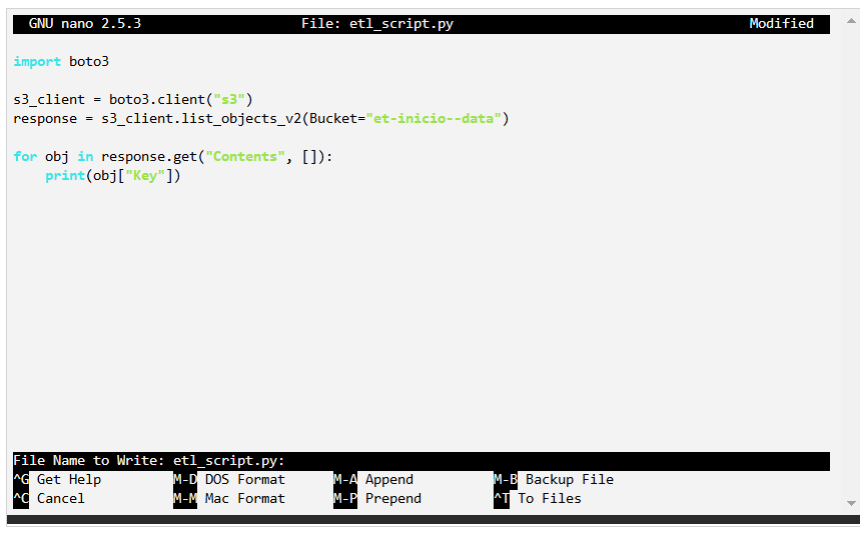 GNU nano 2.5.3 File: etl_script.py Modified
import boto3
s3_client = boto3.client("s3")
response = s3_client.list_objects_v2(Bucket="et-inicio--data")
for obj in response.get("Contents", []):
    print(obj["Key"])
File Name to Write: etl_script.py:
^G Get Help M-D DOS Format M-A Append M-B Backup File
^C Cancel M-M Mac Format M-P Prepend ^T To Files